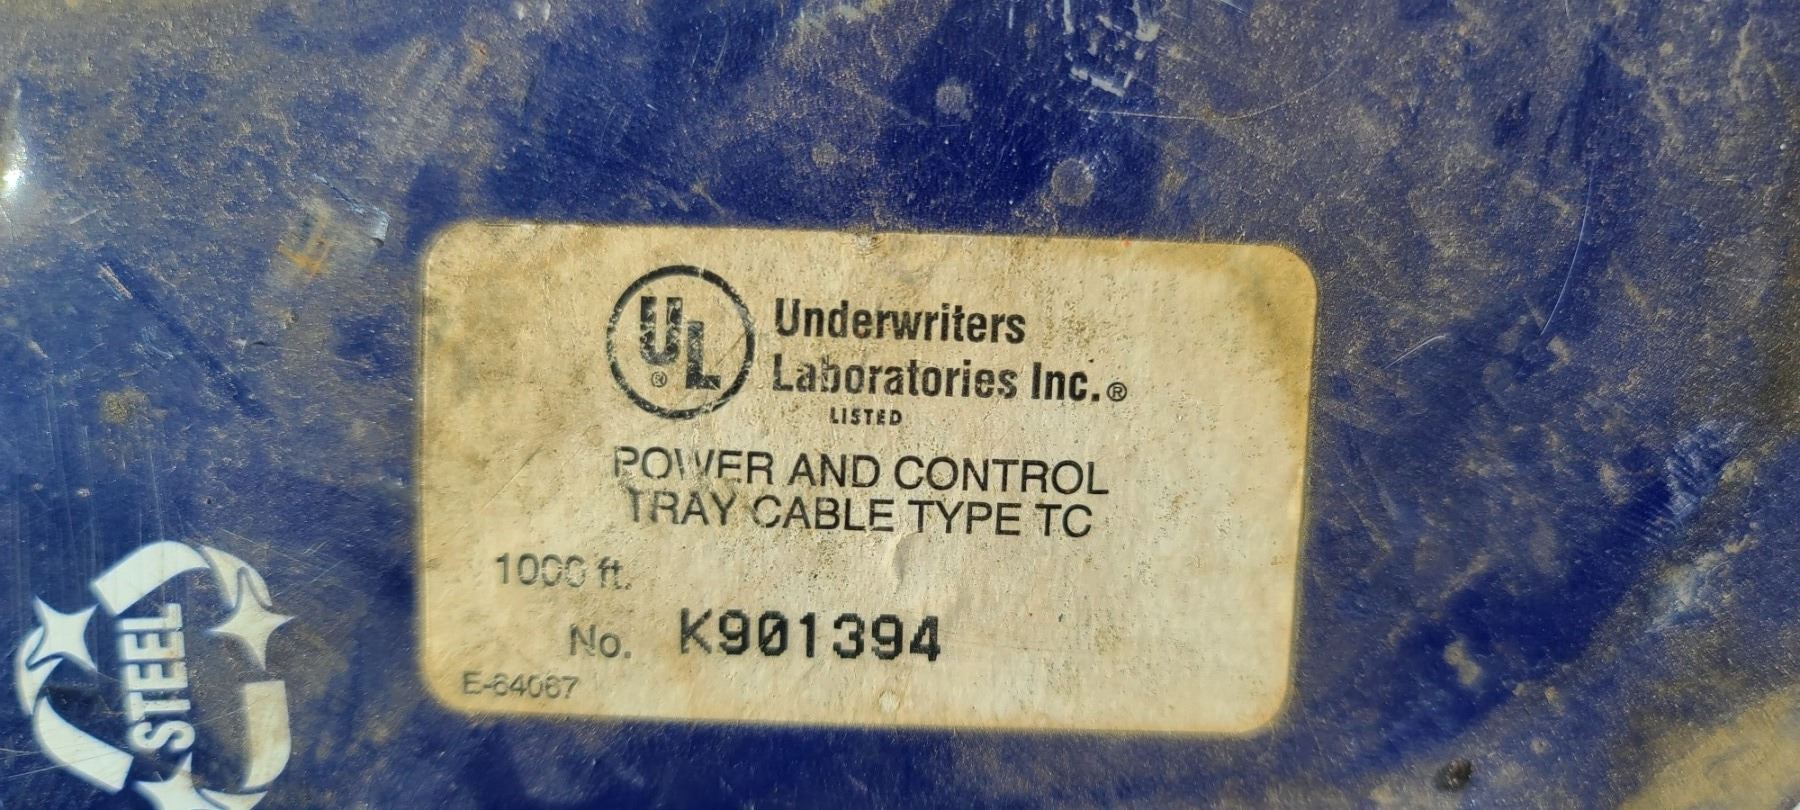 UL®
Underwriters
Laboratories Inc.®
LISTED
POWER AND CONTROL
TRAY CABLE TYPE TC
1000 ft.
No. K901394
E-64067
STEEL